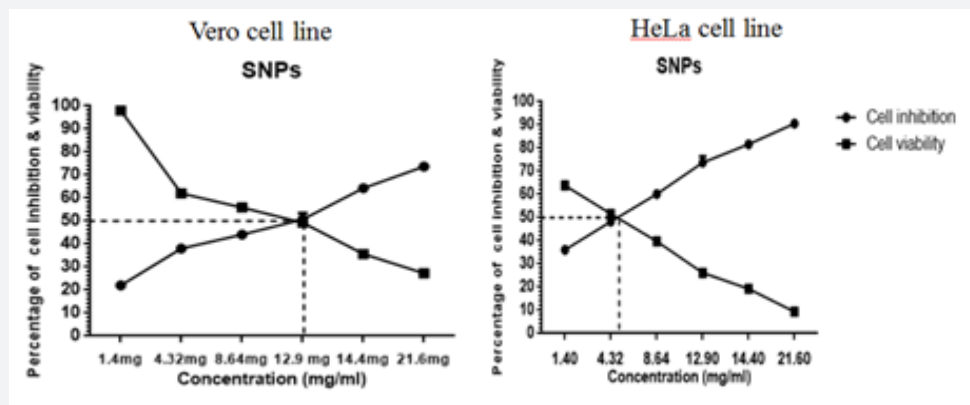 Vero cell line
SNPs
Percentage of cell inhibition & viability
100
90
80
70
60
50
40
30
20
10
0
1.4mg 4.32mg 8.64mg 12.9 mg 14.4mg 21.6mg
Concentration (mg/ml)
HeLa cell line
SNPs
Percentage of cell inhibition & viability
100
90
80
70
60
50
40
30
20
10
0
1.40 4.32 8.64 12.90 14.40 21.60
Concentration (mg/ml)
Cell inhibition
Cell viability